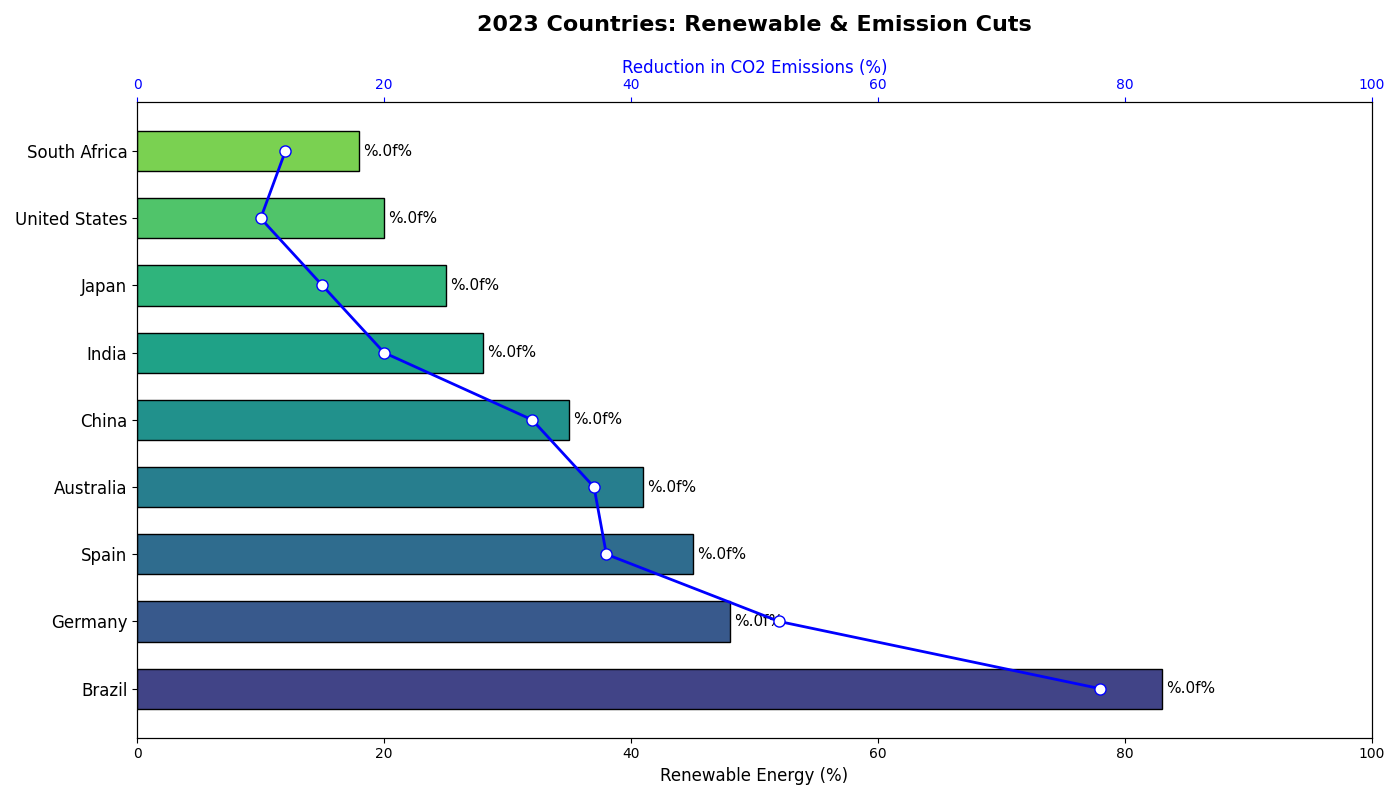 2023 Countries: Renewable & Emission Cuts
Reduction in CO2 Emissions (%)
0 20 40 60 80 100
South Africa %.0f%
United States %.0f%
Japan %.0f%
India %.0f%
China %.0f%
Australia %.0f%
Spain %.0f%
Germany %.0f%
Brazil %.0f%
0 20 40 60 80 100
Renewable Energy (%)